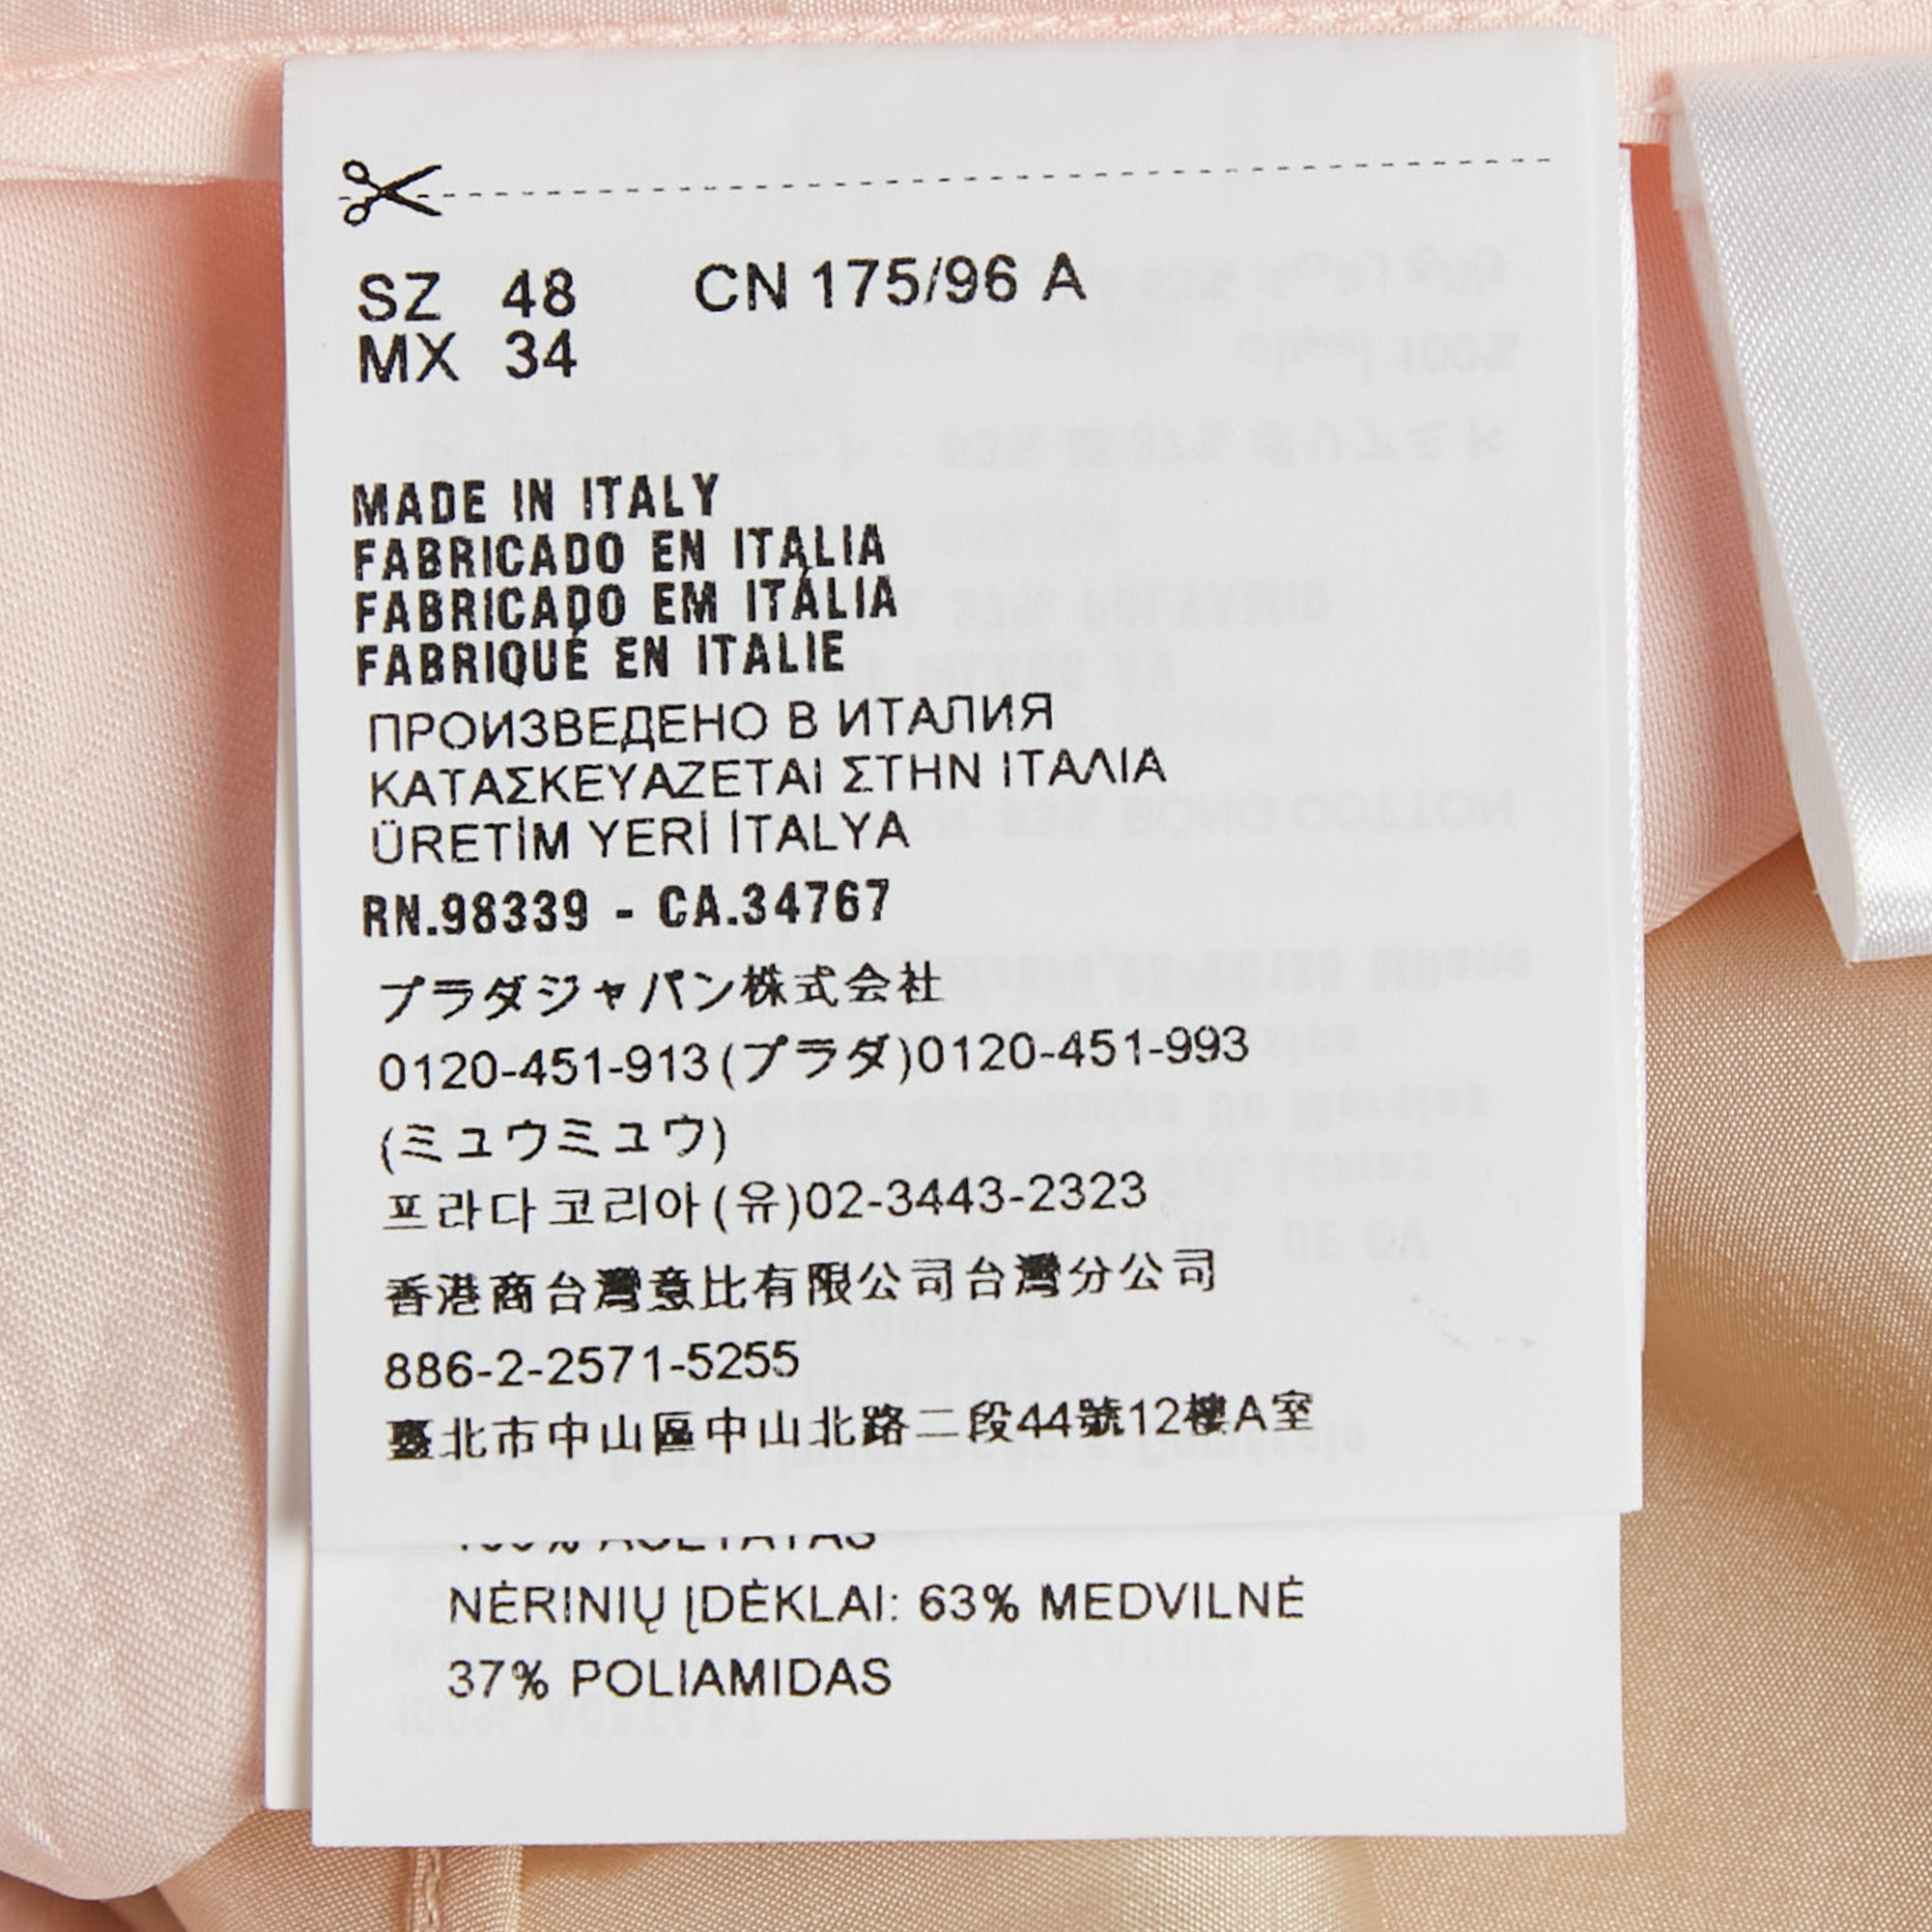 SZ 48 CN 175/96 A
MX 34
MADE IN ITALY
FABRICADO EN ITALIA
FABRICADO EM ITÁLIA
FABRIQUÉ EN ITALIE
ПРОИЗВЕДЕНО В ИТАЛИЯ
ΚΑΤΑΣΚΕΥΑΖΕΤΑΙ ΣΤΗΝ ΙΤΑΛΙΑ
ÜRETİM YERİ İTALYA
RN.98339 - CA.34767
プラダジャパン株式会社
0120-451-913(プラダ)0120-451-993
(ミュウミュウ)
프라다코리아(유)02-3443-2323
香港商台灣意比有限公司台灣分公司
886-2-2571-5255
臺北市中山區中山北路二段44號12樓A室
100% ACETATAS
NĖRINIŲ ĮDĖKLAI: 63% MEDVILNĖ
37% POLIAMIDAS